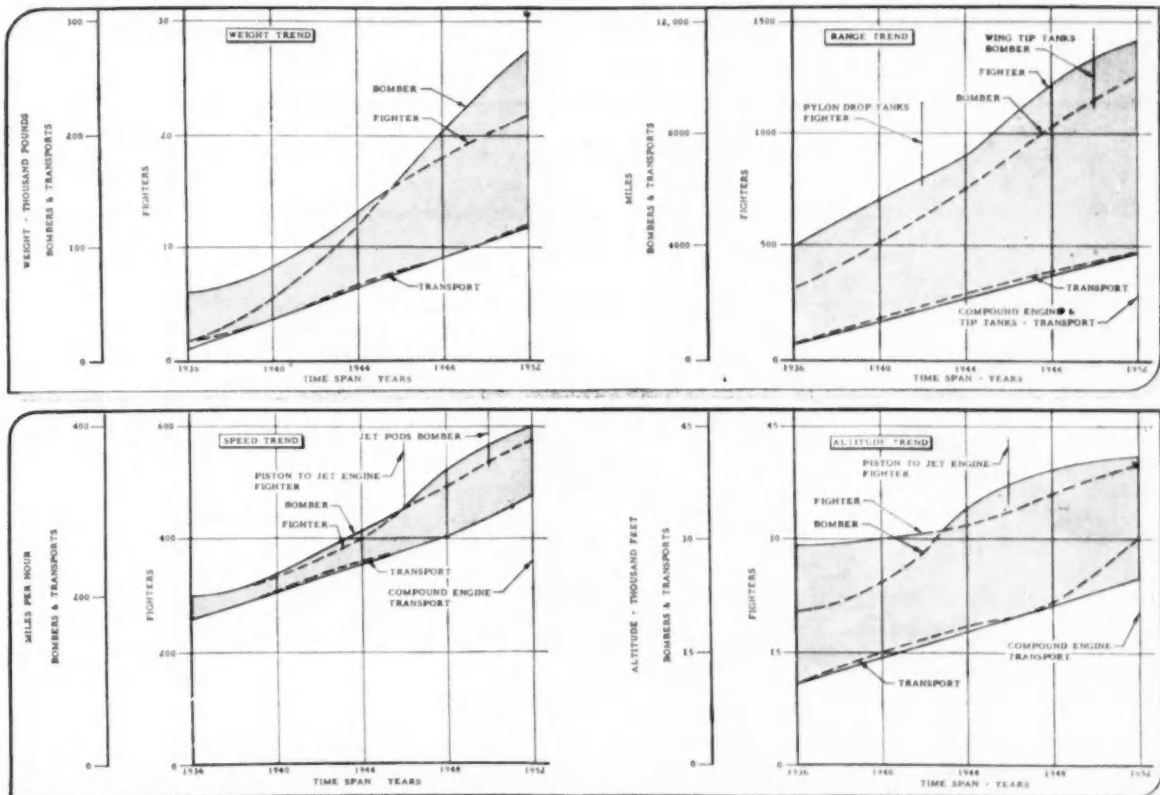 WEIGHT TREND
300
200
100
0
30
20
10
0
WEIGHT - THOUSAND POUNDS
BOMBERS & TRANSPORTS
FIGHTERS
BOMBER
FIGHTER
TRANSPORT
1936 1940 1944 1948 1952
TIME SPAN - YEARS
RANGE TREND
12,000
8000
4000
0
1500
1000
500
0
MILES
BOMBERS & TRANSPORTS
FIGHTERS
WING TIP TANKS
BOMBER
FIGHTER
BOMBER
PYLON DROP TANKS
FIGHTER
TRANSPORT
COMPOUND ENGINE &
TIP TANKS - TRANSPORT
1936 1940 1944 1948 1952
TIME SPAN - YEARS
SPEED TREND
400
200
0
600
400
200
0
MILES PER HOUR
BOMBERS & TRANSPORTS
FIGHTERS
JET PODS BOMBER
PISTON TO JET ENGINE
FIGHTER
BOMBER
FIGHTER
TRANSPORT
COMPOUND ENGINE
TRANSPORT
1936 1940 1944 1948 1952
TIME SPAN - YEARS
ALTITUDE TREND
45
30
15
0
45
30
15
0
ALTITUDE - THOUSAND FEET
BOMBERS & TRANSPORTS
FIGHTERS
PISTON TO JET ENGINE
FIGHTER
FIGHTER
BOMBER
TRANSPORT
COMPOUND ENGINE
TRANSPORT
1936 1940 1944 1948 1952
TIME SPAN - YEARS